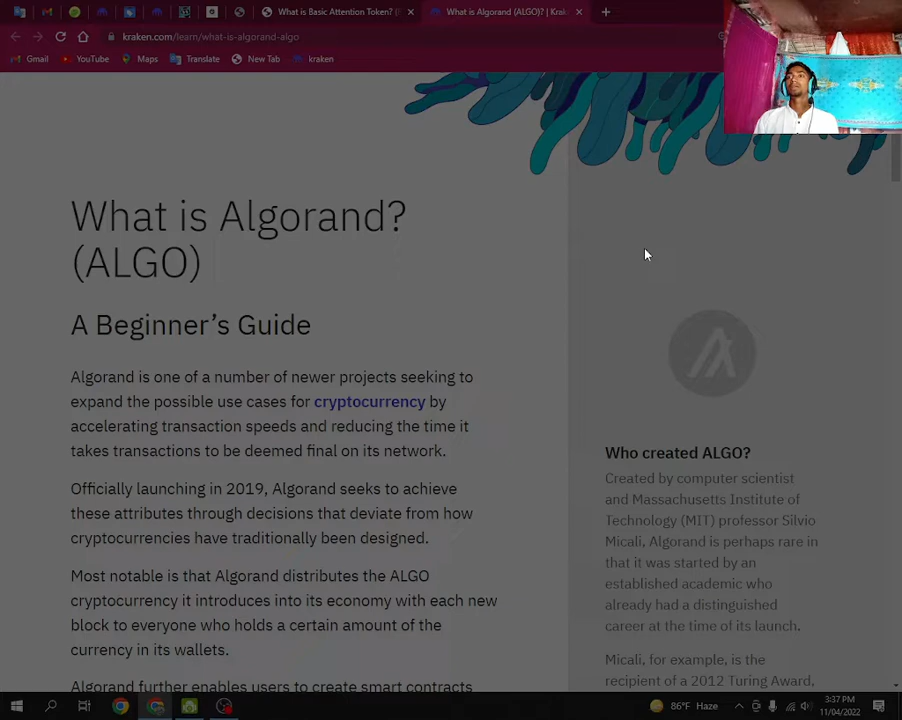 What is Basic Attention Token? (
What is Algorand (ALGO)? | Krak
kraken.com/learn/what-is-algorand-algo
Gmail
YouTube
Maps
Translate
New Tab
kraken
What is Algorand?
(ALGO)
A Beginner's Guide
Algorand is one of a number of newer projects seeking to
expand the possible use cases for cryptocurrency by
accelerating transaction speeds and reducing the time it
takes transactions to be deemed final on its network.
Officially launching in 2019, Algorand seeks to achieve
these attributes through decisions that deviate from how
cryptocurrencies have traditionally been designed.
Most notable is that Algorand distributes the ALGO
cryptocurrency it introduces into its economy with each new
block to everyone who holds a certain amount of the
currency in its wallets.
Algorand further enables users to create smart contracts
Who created ALGO?
Created by computer scientist
and Massachusetts Institute of
Technology (MIT) professor Silvio
Micali, Algorand is perhaps rare in
that it was started by an
established academic who
already had a distinguished
career at the time of its launch.
Micali, for example, is the
recipient of a 2012 Turing Award,
86°F Haze
3:37 PM
11/04/2022